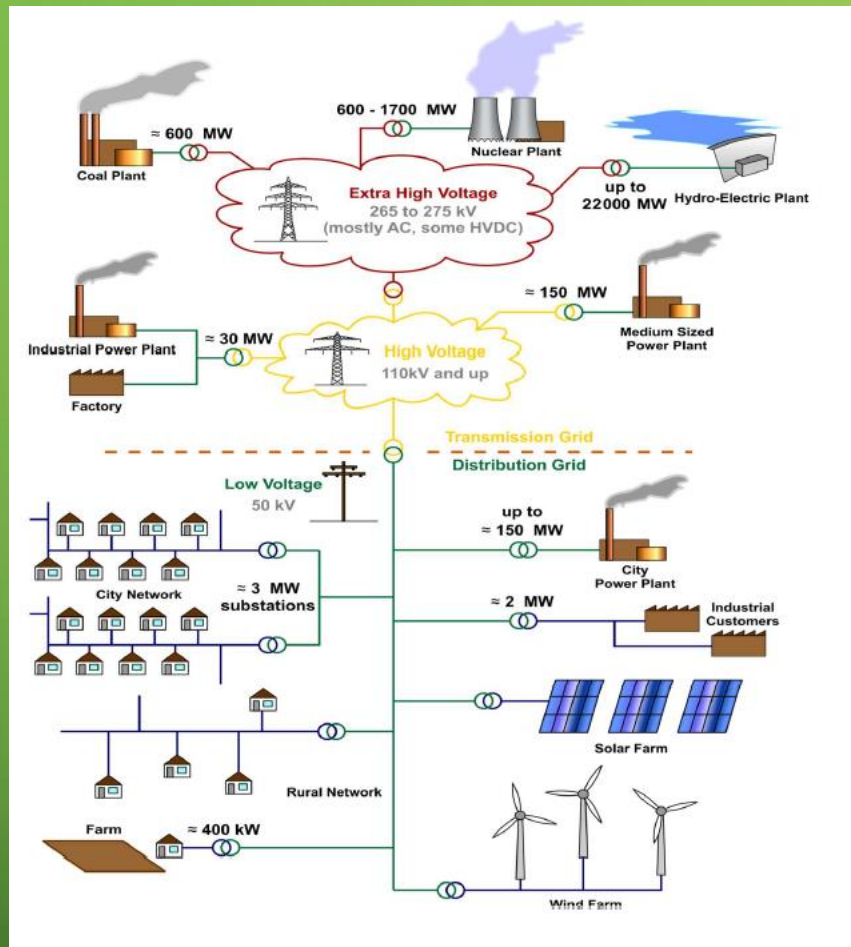 ≈ 600 MW
Coal Plant
600 - 1700 MW
Nuclear Plant
up to
22000 MW
Hydro-Electric Plant
Extra High Voltage
265 to 275 kV
(mostly AC, some HVDC)
≈ 150 MW
Medium Sized
Power Plant
Industrial Power Plant
≈ 30 MW
Factory
High Voltage
110kV and up
Transmission Grid
Distribution Grid
Low Voltage
50 kV
up to
≈ 150 MW
City
Power Plant
City Network
≈ 3 MW
substations
≈ 2 MW
Industrial
Customers
Solar Farm
Rural Network
Farm
≈ 400 kW
Wind Farm